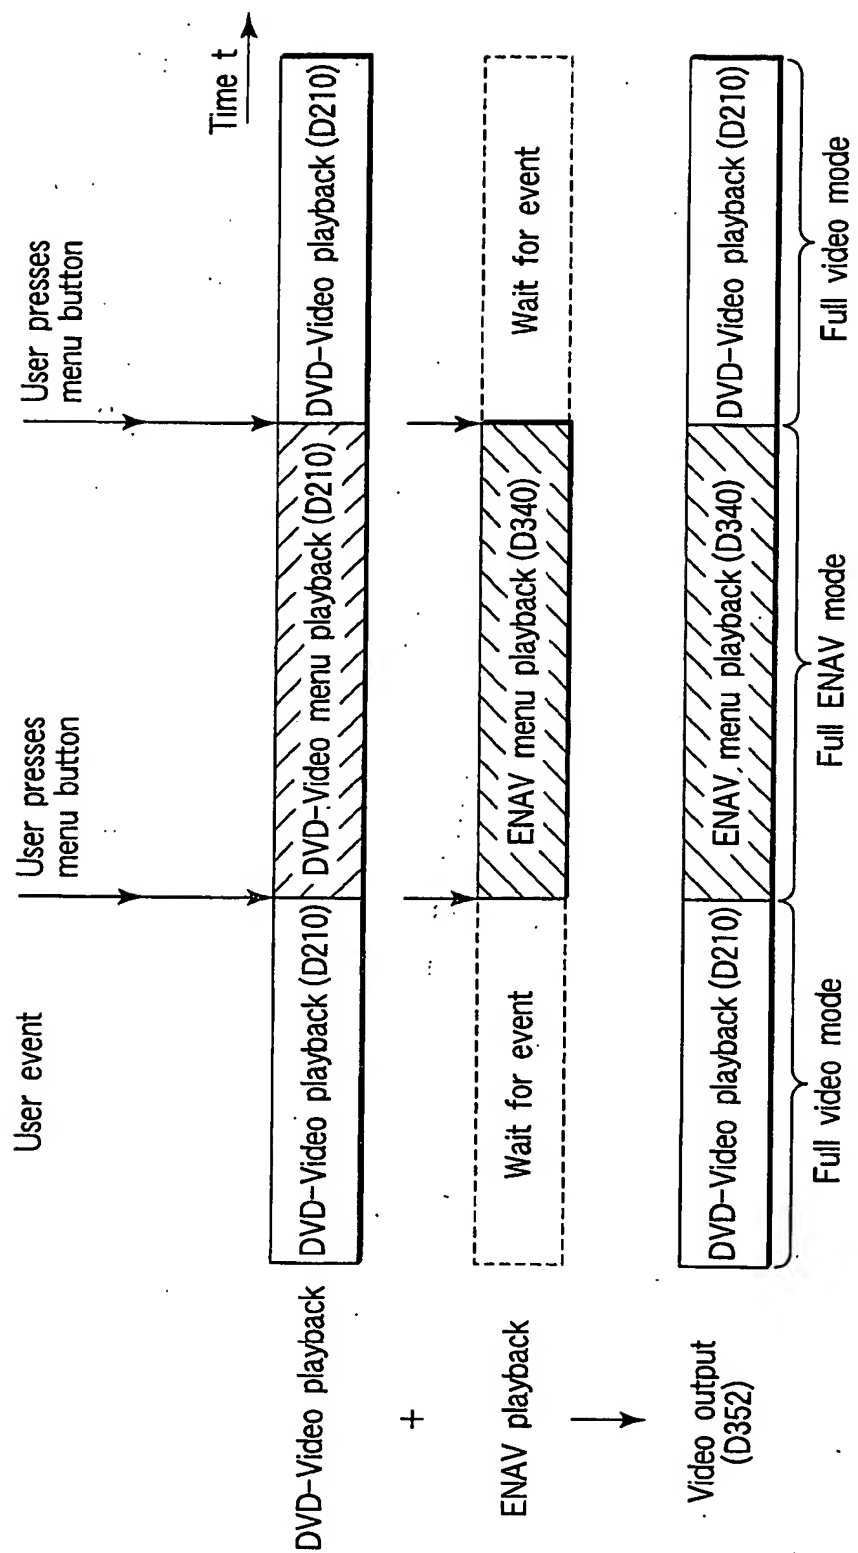 User event
User presses
menu button
User presses
menu button
Time t
DVD-Video playback
DVD-Video playback (D210)
DVD-Video menu playback (D210)
DVD-Video playback (D210)
+
ENAV playback
Wait for event
ENAV menu playback (D340)
Wait for event
Video output
(D352)
DVD-Video playback (D210)
ENAV menu playback (D340)
DVD-Video playback (D210)
Full video mode
Full ENAV mode
Full video mode